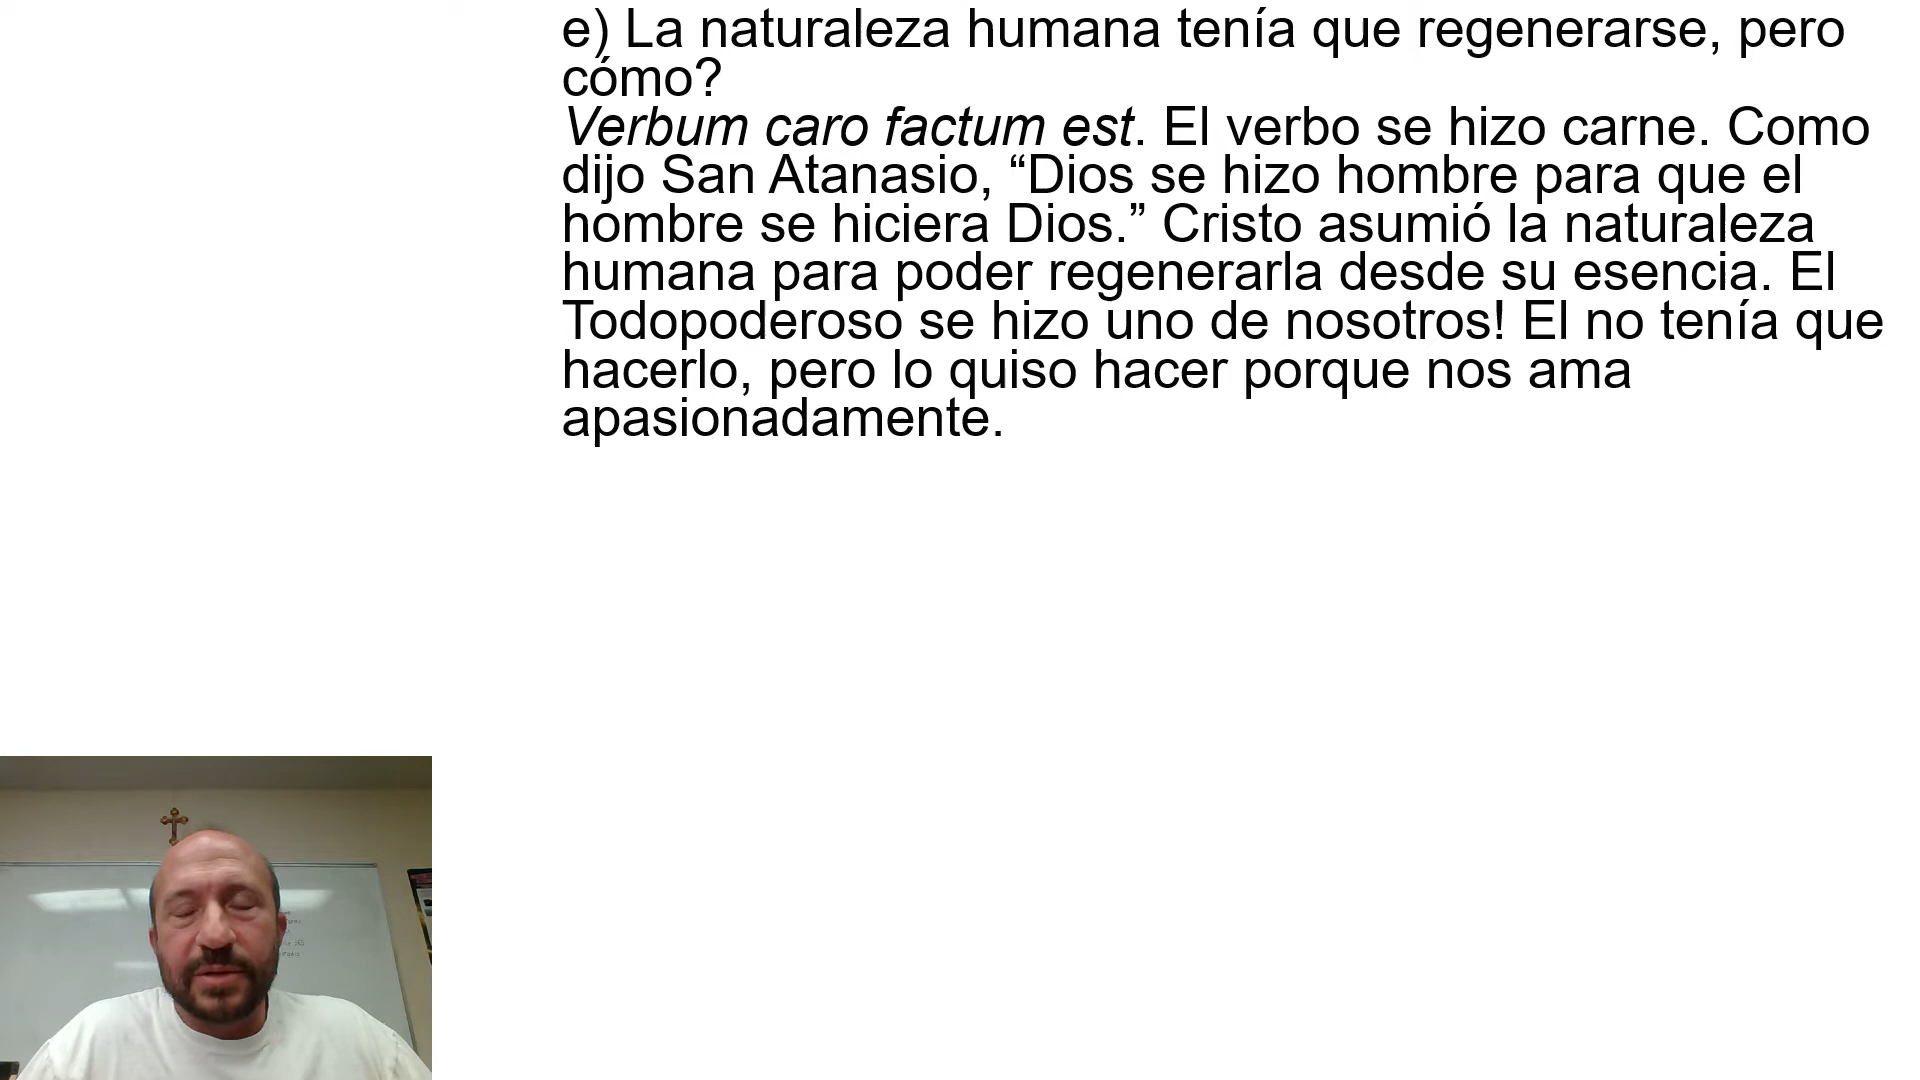 e) La naturaleza humana tenía que regenerarse, pero
cómo?
Verbum caro factum est. El verbo se hizo carne. Como
dijo San Atanasio, “Dios se hizo hombre para que el
hombre se hiciera Dios.” Cristo asumió la naturaleza
humana para poder regenerarla desde su esencia. El
Todopoderoso se hizo uno de nosotros! El no tenía que
hacerlo, pero lo quiso hacer porque nos ama
apasionadamente.